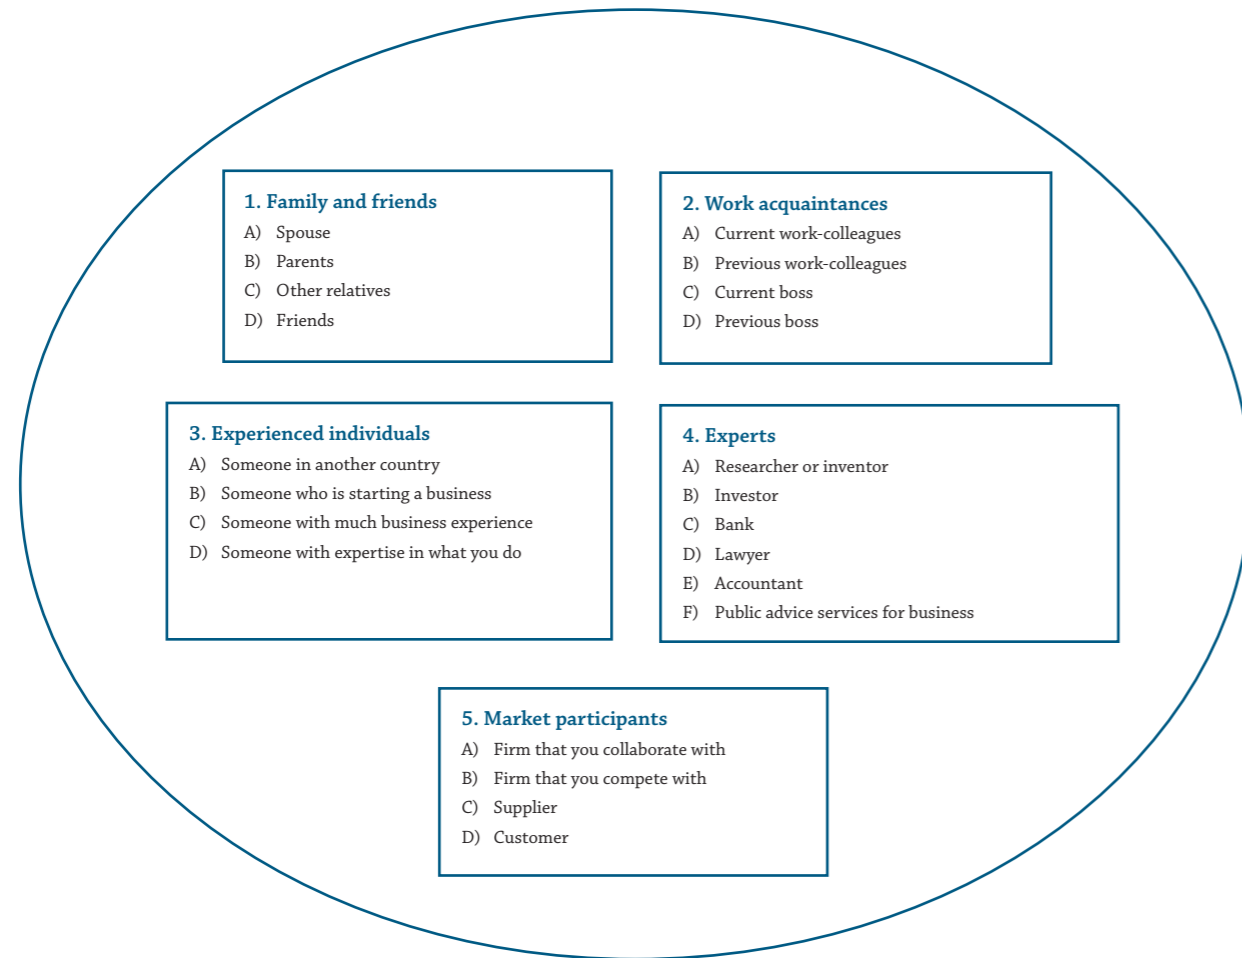 1. Family and friends
A) Spouse
B) Parents
C) Other relatives
D) Friends
2. Work acquaintances
A) Current work-colleagues
B) Previous work-colleagues
C) Current boss
D) Previous boss
3. Experienced individuals
A) Someone in another country
B) Someone who is starting a business
C) Someone with much business experience
D) Someone with expertise in what you do
4. Experts
A) Researcher or inventor
B) Investor
C) Bank
D) Lawyer
E) Accountant
F) Public advice services for business
5. Market participants
A) Firm that you collaborate with
B) Firm that you compete with
C) Supplier
D) Customer